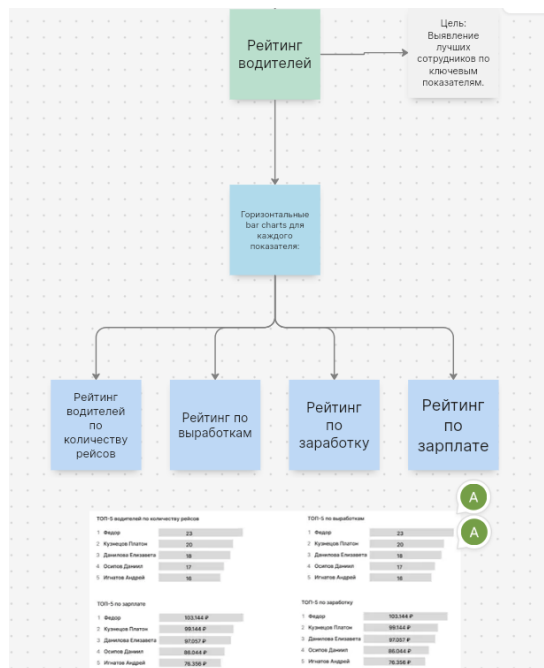 Рейтинг
водителей
Цель:
Выявление
лучших
сотрудников по
ключевым
показателям.
Горизонтальные
bar charts для
каждого
показателя:
Рейтинг
водителей
по
количеству
рейсов
Рейтинг по
выработкам
Рейтинг
по
заработку
Рейтинг
по
зарплате
A
A
ТОП-5 водителей по количеству рейсов
1 Федор 23
2 Кузнецов Платон 20
3 Данилова Елизавета 18
4 Осипов Даниил 17
5 Игнатов Андрей 16
ТОП-5 по выработкам
1 Федор 23
2 Кузнецов Платон 20
3 Данилова Елизавета 18
4 Осипов Даниил 17
5 Игнатов Андрей 16
ТОП-5 по зарплате
1 Федор 103.144 ₽
2 Кузнецов Платон 99.144 ₽
3 Данилова Елизавета 97.057 ₽
4 Осипов Даниил 86.044 ₽
5 Игнатов Андрей 76.356 ₽
ТОП-5 по заработку
1 Федор 103.144 ₽
2 Кузнецов Платон 99.144 ₽
3 Данилова Елизавета 97.057 ₽
4 Осипов Даниил 86.044 ₽
5 Игнатов Андрей 76.356 ₽